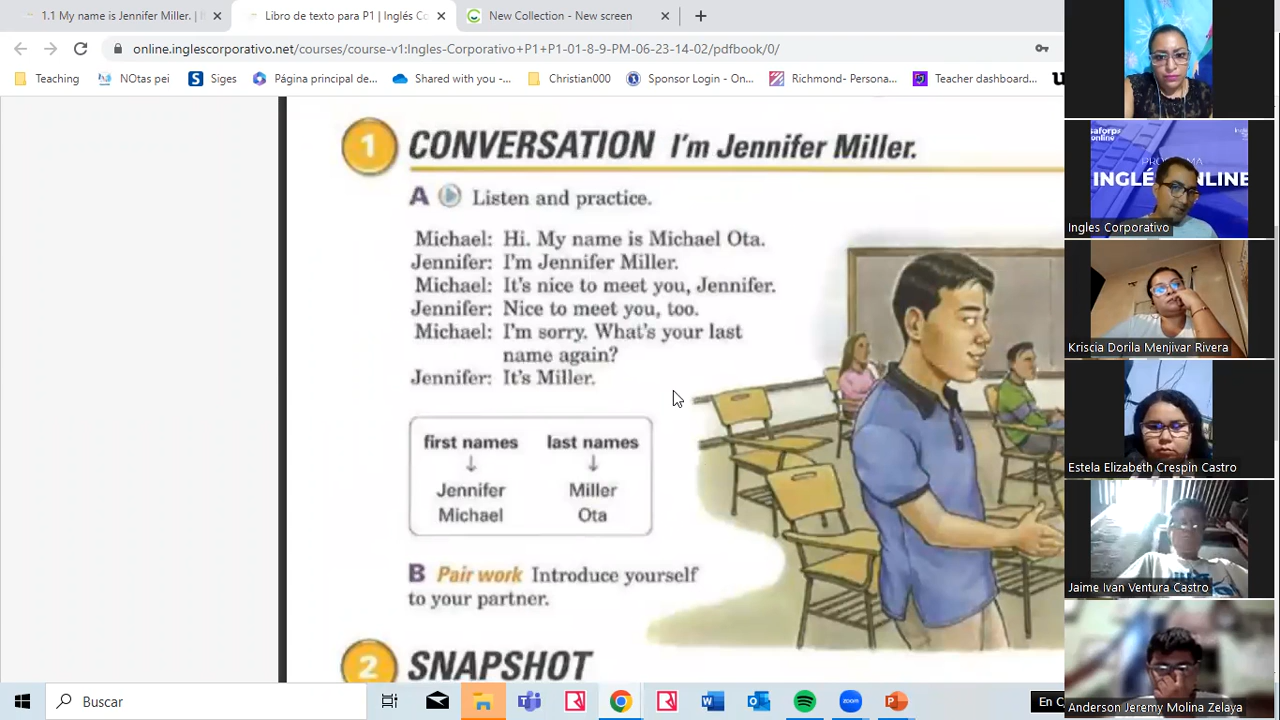 1.1 My name is Jennifer Miller. |
Libro de texto para P1 | Inglés Co
New Collection - New screen
online.inglescorporativo.net/courses/course-v1:Ingles-Corporativo+P1+P1-01-8-9-PM-06-23-14-02/pdfbook/0/
Teaching
NOtas pei
Siges
Página principal de...
Shared with you -...
Christian000
Sponsor Login - On...
Richmond- Persona...
Teacher dashboard...
1 CONVERSATION I'm Jennifer Miller.
A Listen and practice.
Michael: Hi. My name is Michael Ota.
Jennifer: I'm Jennifer Miller.
Michael: It's nice to meet you, Jennifer.
Jennifer: Nice to meet you, too.
Michael: I'm sorry. What's your last
name again?
Jennifer: It's Miller.
first names last names
Jennifer Miller
Michael Ota
B Pair work Introduce yourself
to your partner.
2 SNAPSHOT
Buscar
INGLÉ ONLINE
Ingles Corporativo
Kriscia Dorila Menjivar Rivera
Estela Elizabeth Crespin Castro
Jaime Ivan Ventura Castro
Anderson Jeremy Molina Zelaya